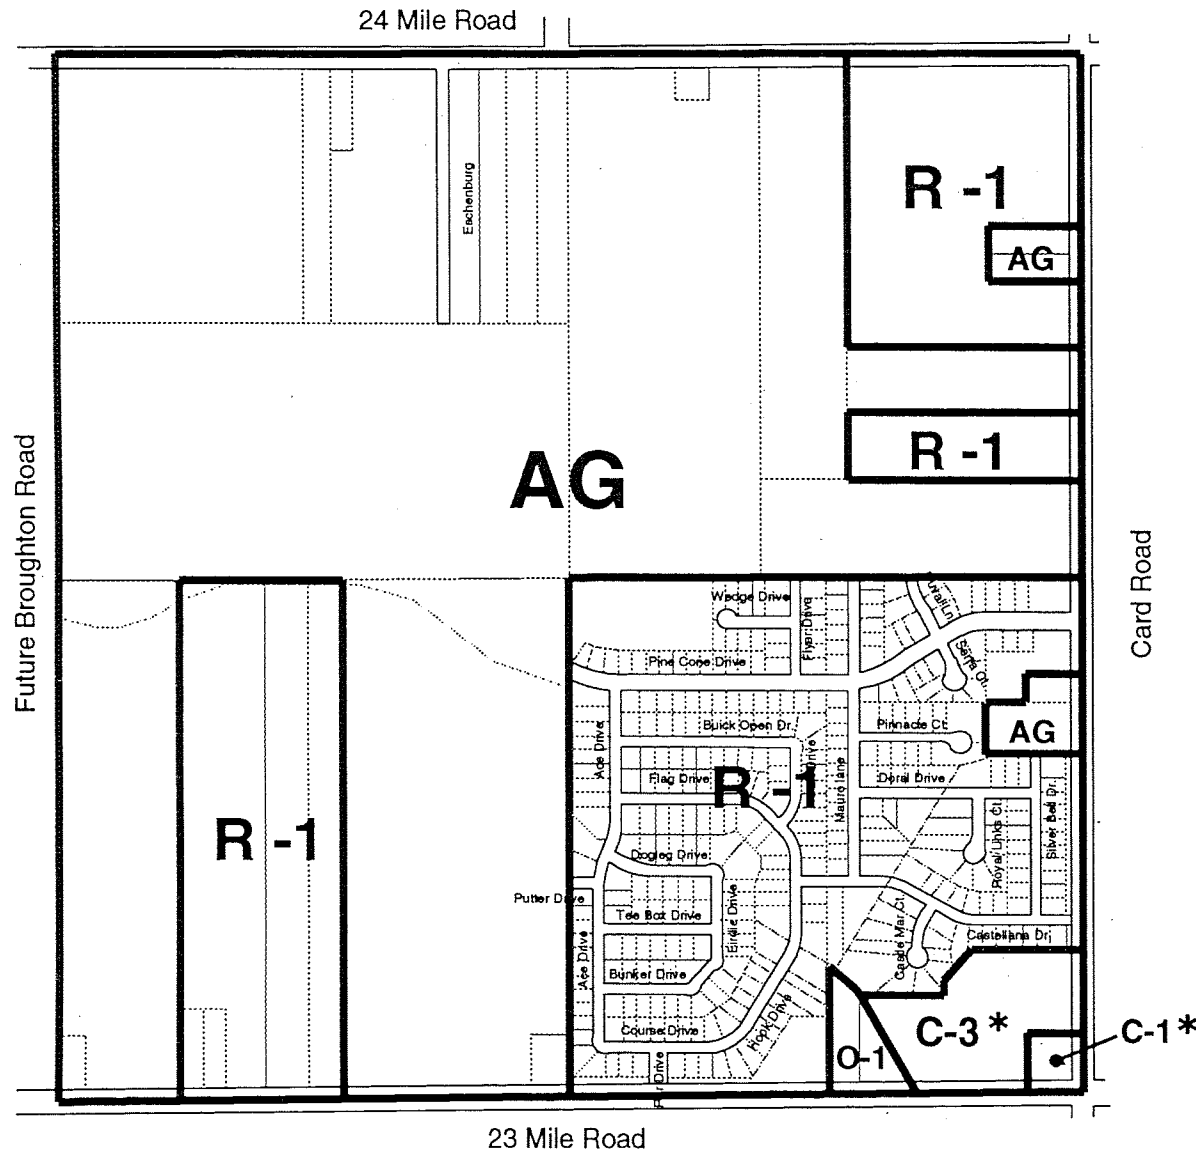 24 Mile Road
R -1
Eschenburg
AG
R -1
AG
Future Broughton Road
Card Road
Wedge Drive
Flyer Drive
Pine Cone Drive
Serra Ct.
Ace Drive
Buick Open Dr.
Pinnacle Ct.
AG
Flag Drive
R -1
Drive
Mauro lane
Doral Drive
Silver Bell Dr.
Royal Links Ct.
R -1
Dogleg Drive
Putter Drive
Tee Box Drive
Birdie Drive
Castellana Dr.
Ace Drive
Bunker Drive
Course Drive
Hook Drive
O-1
C-3*
C-1*
Drive
23 Mile Road